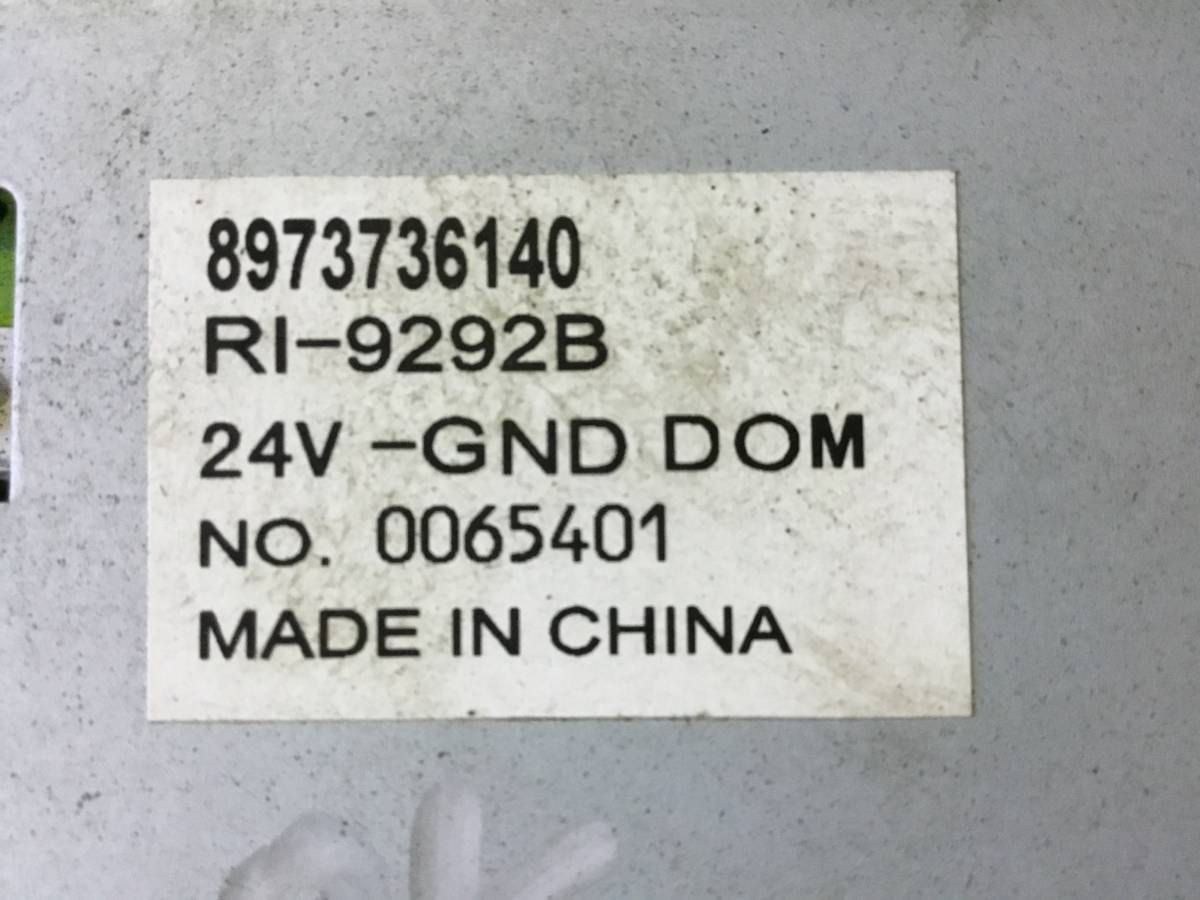 8973736140
RI-9292B
24V -GND DOM
NO. 0065401
MADE IN CHINA